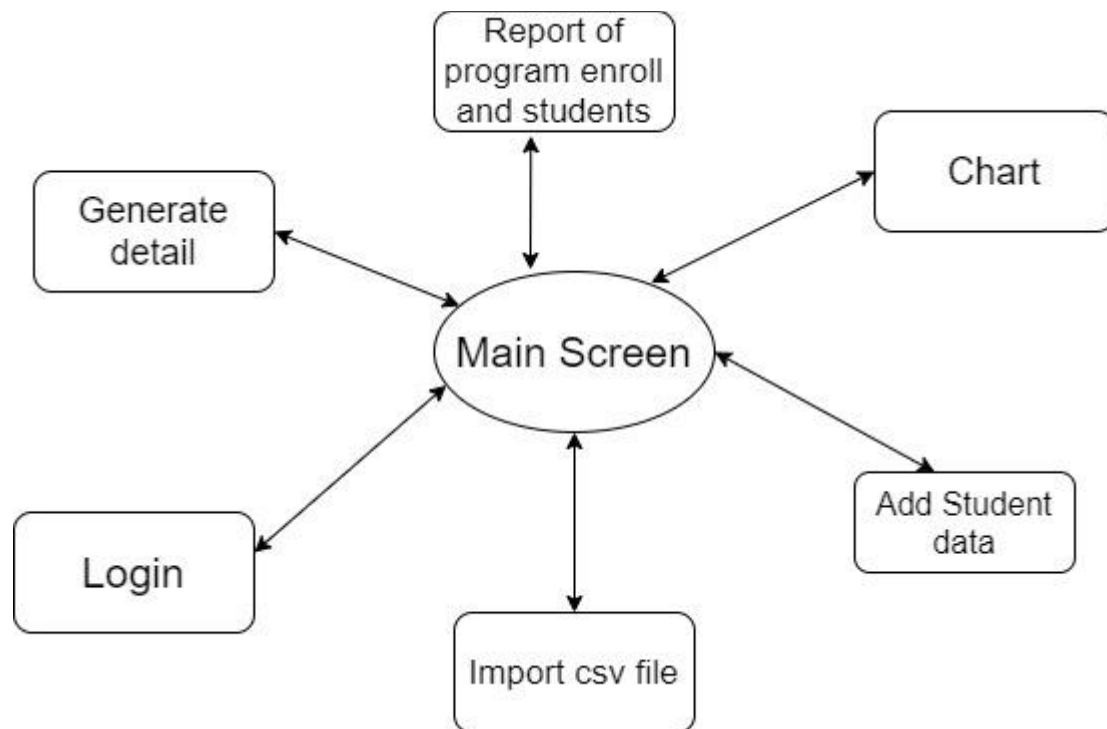 Report of
program enroll
and students
Chart
Generate
detail
Main Screen
Add Student
data
Login
Import csv file